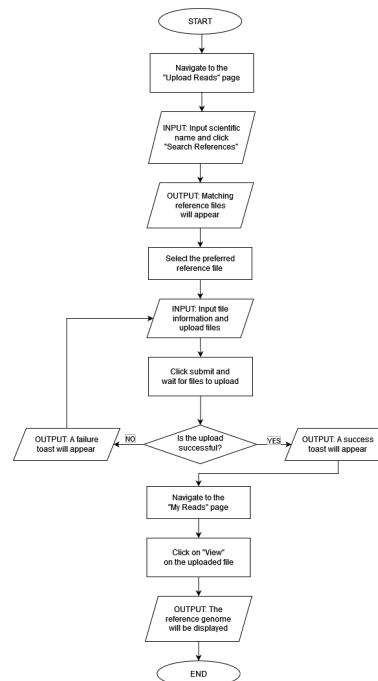 START
Navigate to the
"Upload Reads" page
INPUT: Input scientific
name and click
"Search References"
OUTPUT: Matching
reference files
will appear
Select the preferred
reference file
INPUT: Input file
information and
upload files
Click submit and
wait for files to upload
Is the upload
successful?
NO
YES
OUTPUT: A failure
toast will appear
OUTPUT: A success
toast will appear
Navigate to the
"My Reads" page
Click on "View"
on the uploaded file
OUTPUT: The
reference genome
will be displayed
END